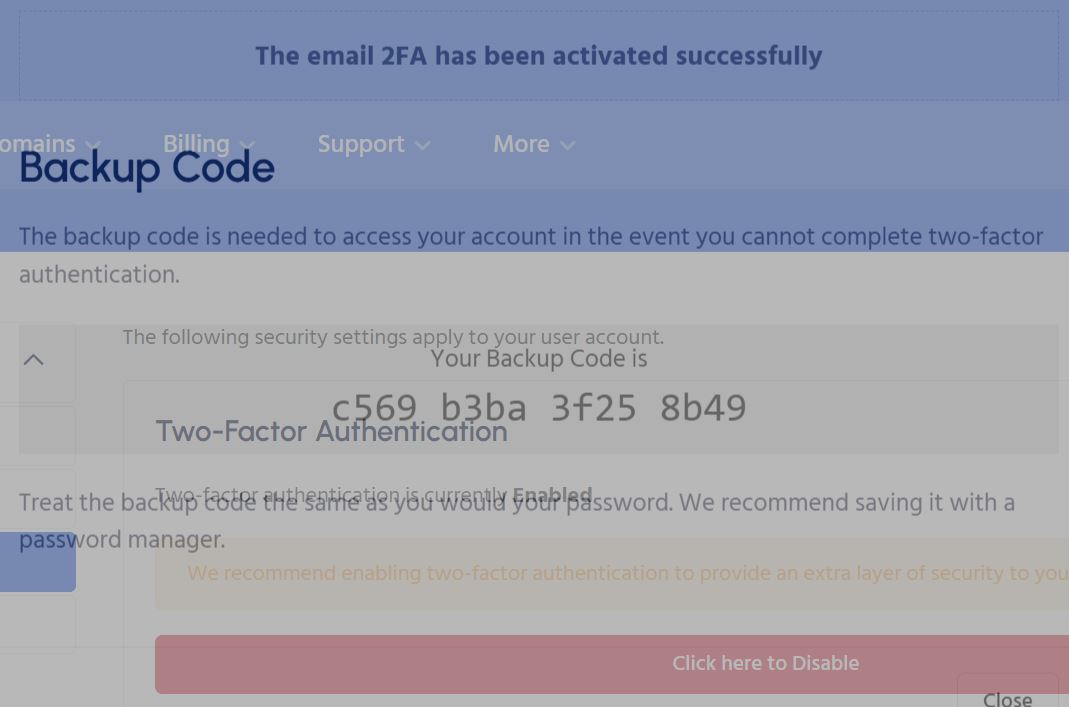 The email 2FA has been activated successfully
omains Billing Support More
Backup Code
The backup code is needed to access your account in the event you cannot complete two-factor
authentication.
The following security settings apply to your user account.
Your Backup Code is
c569 b3ba 3f25 8b49
Two-Factor Authentication
Two-factor authentication is currently Enabled.
Treat the backup code the same as you would your password. We recommend saving it with a
password manager.
We recommend enabling two-factor authentication to provide an extra layer of security to you
Click here to Disable
Close